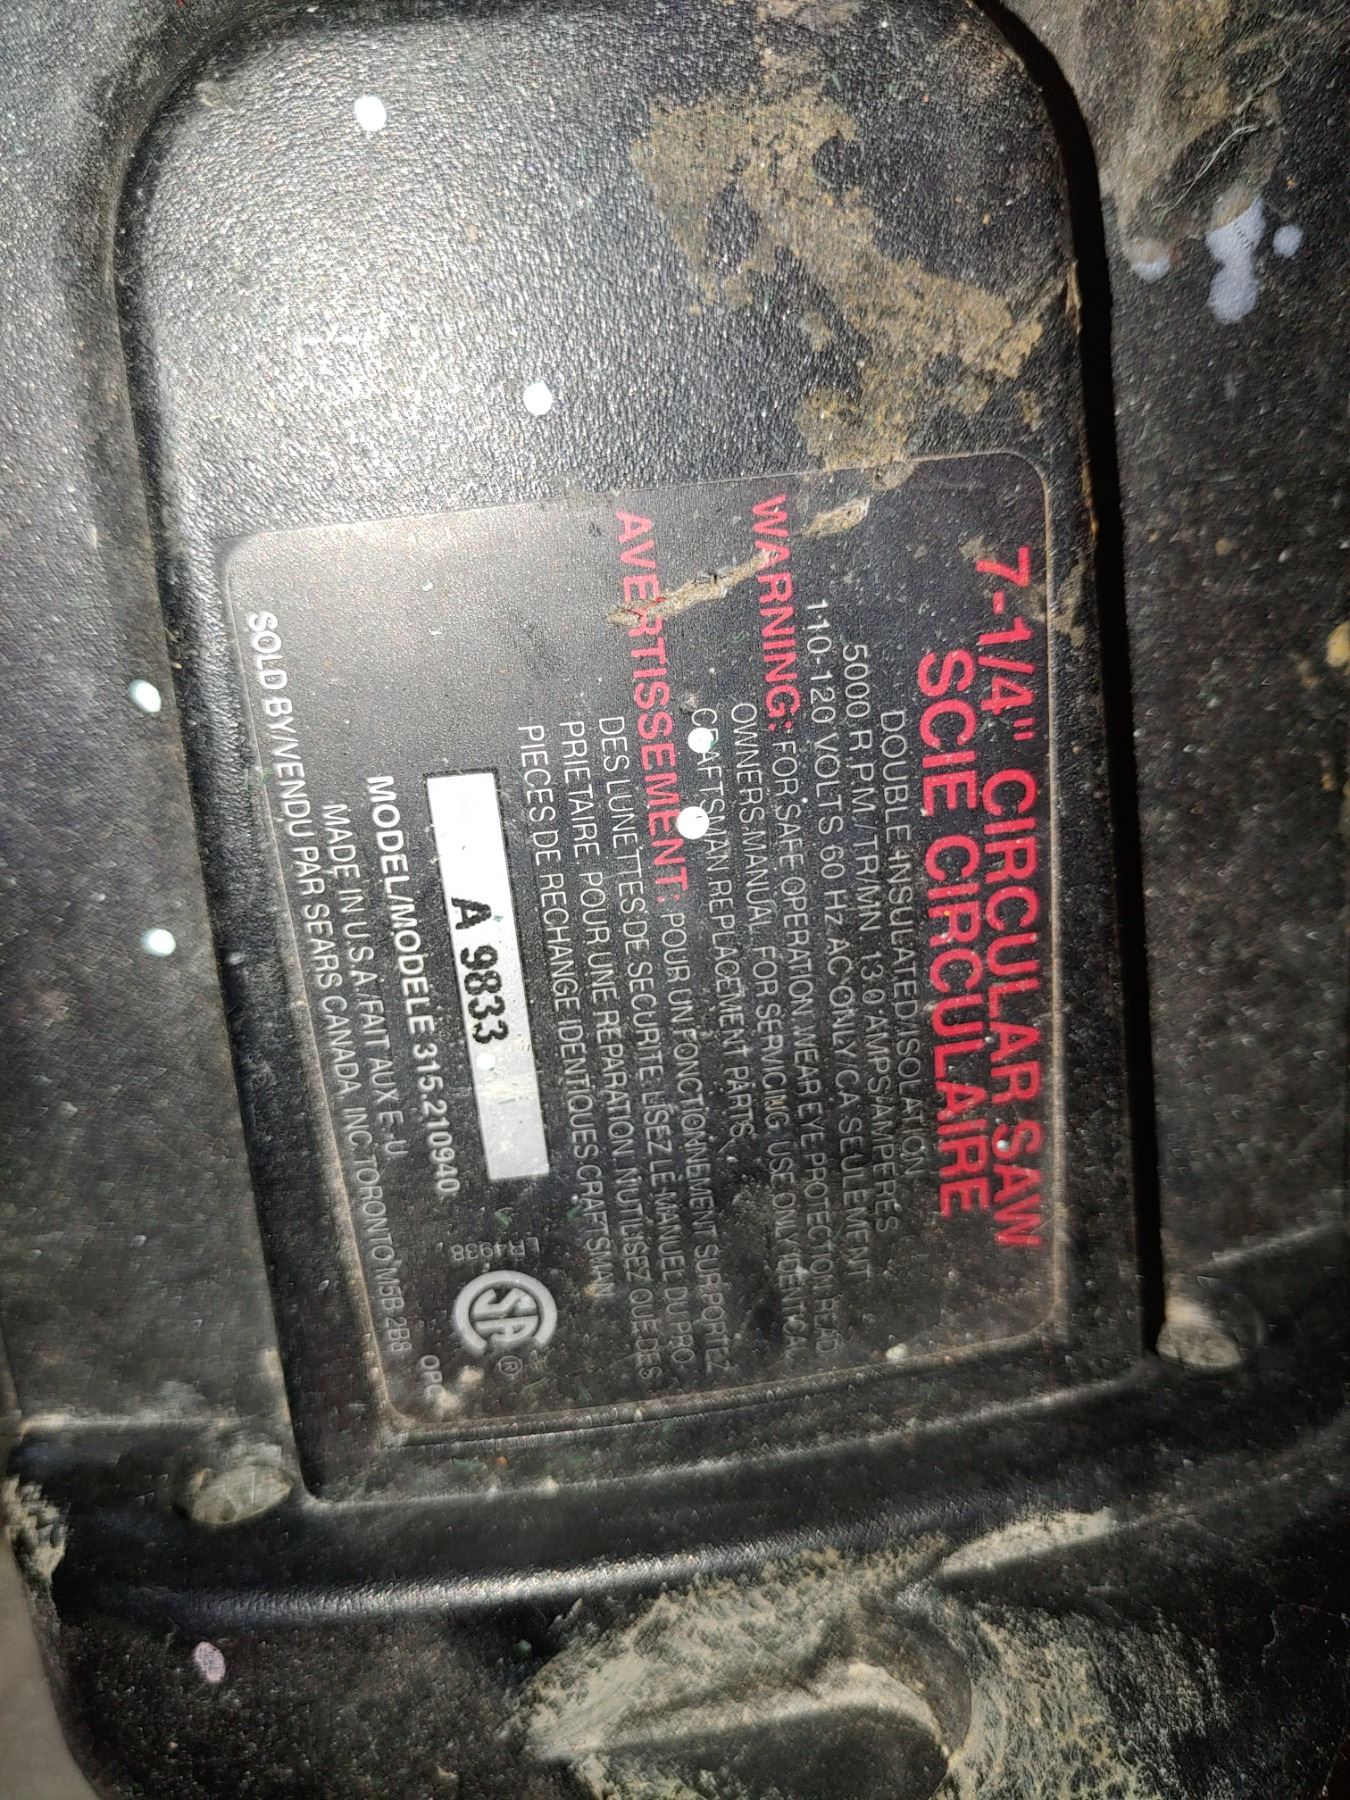 7-1/4" CIRCULAR SAW
SCIE CIRCULAIRE
DOUBLE INSULATED/ISOLATION
5000 R.PM./TR/MN 13.0 AMPS/AMPERES
110-120 VOLTS 60 Hz AC ONLY/CA SEULEMENT
WARNING: FOR SAFE OPERATION, WEAR EYE PROTECTION READ
OWNERS MANUAL. FOR SERVICING USE ONLY IDENTICAL
CRAFTSMAN REPLACEMENT PARTS.
AVERTISSEMENT: POUR UN FONCTIONNEMENT SUR PORTEZ
DES LUNETTES DE SECURITE. LISEZ LE MANUEL DU PRO-
PRIETAIRE. POUR UNE REPARATION, NUTILISEZ QUE DES
PIECES DE RECHANGE IDENTIQUES CRAFTSMAN.
A 9833
LR4938
SA ®
MODEL/MODELE 315.210940
MADE IN U.S.A./FAIT AUX E.-U.
SOLD BY/VENDU PAR SEARS CANADA, INC. TORONTO, M5B 2B8